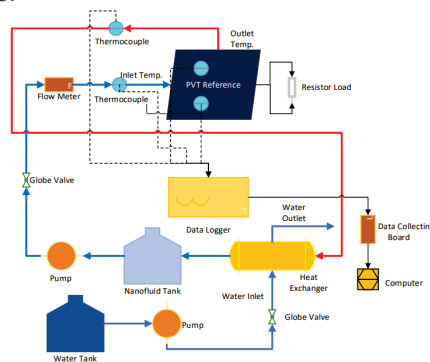 Outlet
Temp.
Thermocouple
Inlet Temp.
PVT Reference
Flow Meter
Thermocouple
Resistor Load
Globe Valve
Water
Outlet
Data Logger
Data Collectin
Board
Pump
Nanofluid Tank
Heat
Exchanger
Computer
Water Inlet
Pump
Globe Valve
Water Tank